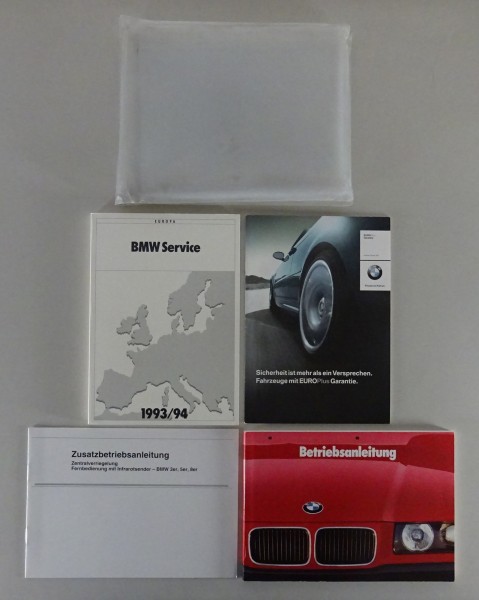 EUROPA
BMW Service
1993/94
Sicherheit ist mehr als ein Versprechen.
Fahrzeuge mit EUROPlus Garantie.
Zusatzbetriebsanleitung
Zentralverriegelung
Fernbedienung mit Infrarotsender – BMW 3er, 5er, 8er
Betriebsanleitung